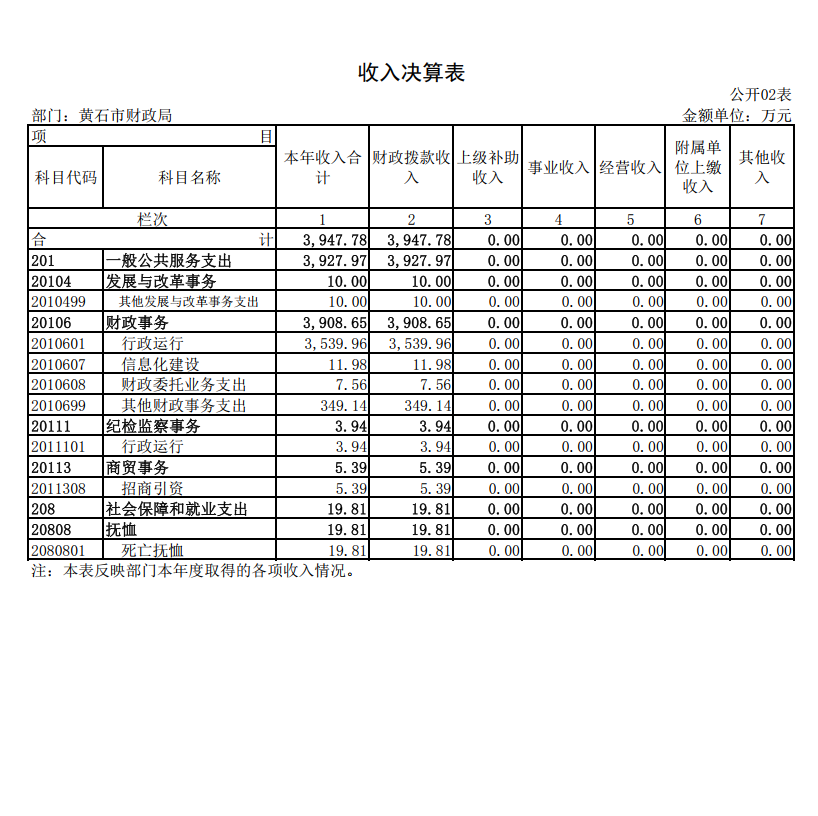 收入决算表
公开02表
部门：黄石市财政局 金额单位：万元
项 目 本年收入合计 财政拨款收入 上级补助收入 事业收入 经营收入 附属单位上缴收入 其他收入
科目代码 科目名称
栏次 1 2 3 4 5 6 7
合 计 3,947.78 3,947.78 0.00 0.00 0.00 0.00 0.00
201 一般公共服务支出 3,927.97 3,927.97 0.00 0.00 0.00 0.00 0.00
20104 发展与改革事务 10.00 10.00 0.00 0.00 0.00 0.00 0.00
2010499 其他发展与改革事务支出 10.00 10.00 0.00 0.00 0.00 0.00 0.00
20106 财政事务 3,908.65 3,908.65 0.00 0.00 0.00 0.00 0.00
2010601 行政运行 3,539.96 3,539.96 0.00 0.00 0.00 0.00 0.00
2010607 信息化建设 11.98 11.98 0.00 0.00 0.00 0.00 0.00
2010608 财政委托业务支出 7.56 7.56 0.00 0.00 0.00 0.00 0.00
2010699 其他财政事务支出 349.14 349.14 0.00 0.00 0.00 0.00 0.00
20111 纪检监察事务 3.94 3.94 0.00 0.00 0.00 0.00 0.00
2011101 行政运行 3.94 3.94 0.00 0.00 0.00 0.00 0.00
20113 商贸事务 5.39 5.39 0.00 0.00 0.00 0.00 0.00
2011308 招商引资 5.39 5.39 0.00 0.00 0.00 0.00 0.00
208 社会保障和就业支出 19.81 19.81 0.00 0.00 0.00 0.00 0.00
20808 抚恤 19.81 19.81 0.00 0.00 0.00 0.00 0.00
2080801 死亡抚恤 19.81 19.81 0.00 0.00 0.00 0.00 0.00
注：本表反映部门本年度取得的各项收入情况。